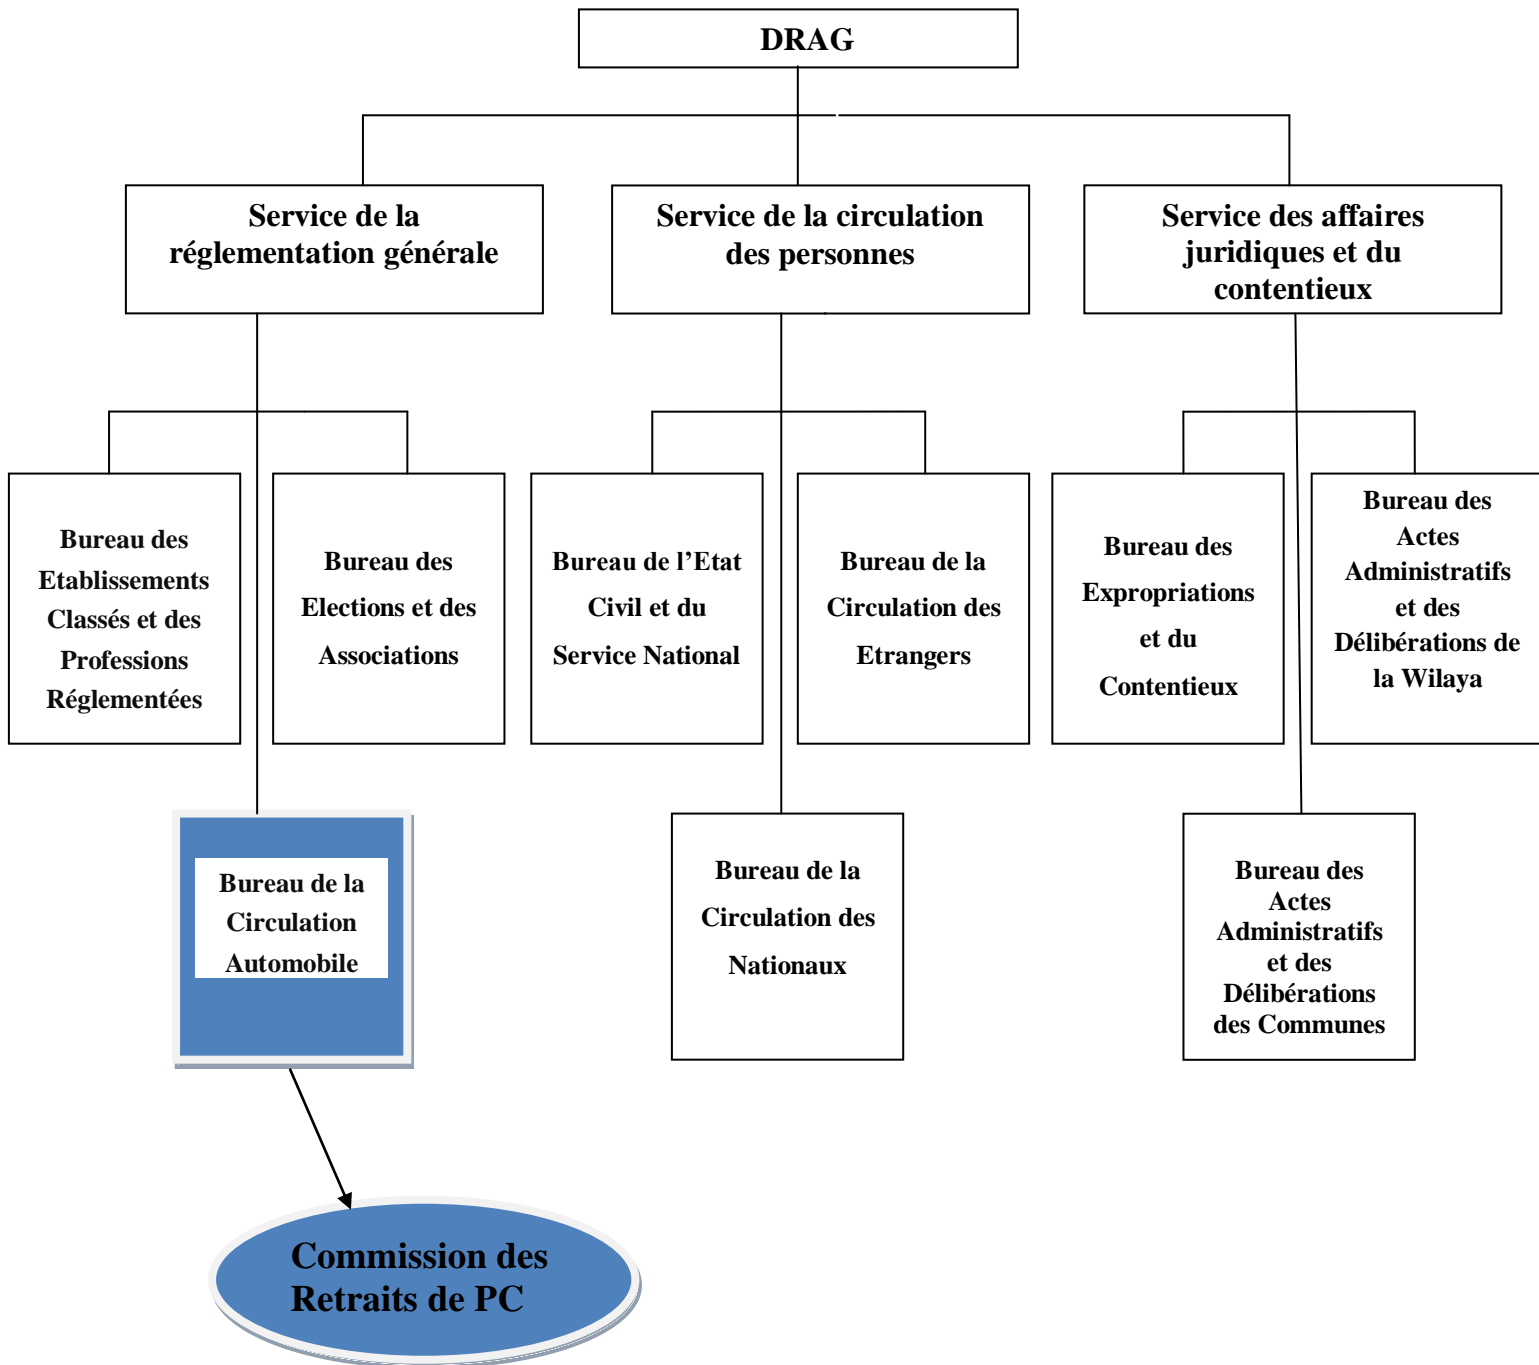 DRAG
Service de la
réglementation générale
Service de la circulation
des personnes
Service des affaires
juridiques et du
contentieux
Bureau des
Etablissements
Classés et des
Professions
Réglementées
Bureau des
Elections et des
Associations
Bureau de l’Etat
Civil et du
Service National
Bureau de la
Circulation des
Etrangers
Bureau des
Expropriations
et du
Contentieux
Bureau des
Actes
Administratifs
et des
Délibérations de
la Wilaya
Bureau de la
Circulation
Automobile
Bureau de la
Circulation des
Nationaux
Bureau des
Actes
Administratifs
et des
Délibérations
des Communes
Commission des
Retraits de PC